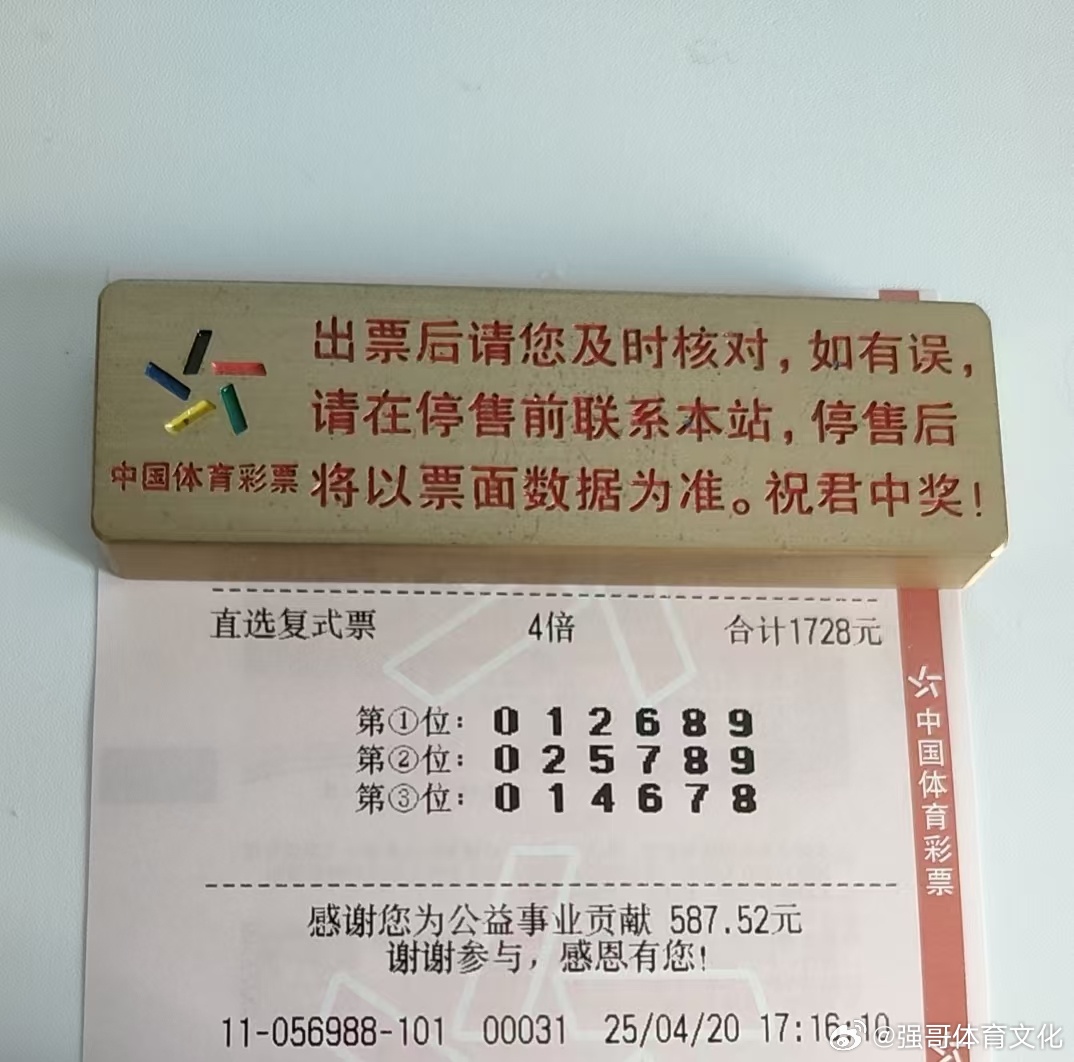 出票后请您及时核对，如有误，
请在停售前联系本站，停售后
将以票面数据为准。祝君中奖！
中国体育彩票
直选复式票 4倍 合计1728元
第①位：0 1 2 6 8 9
第②位：0 2 5 7 8 9
第③位：0 1 4 6 7 8
中国体育彩票
感谢您为公益事业贡献 587.52元
谢谢参与，感恩有您！
11-056988-101 00031 25/04/20 17:16:10
@强哥体育文化